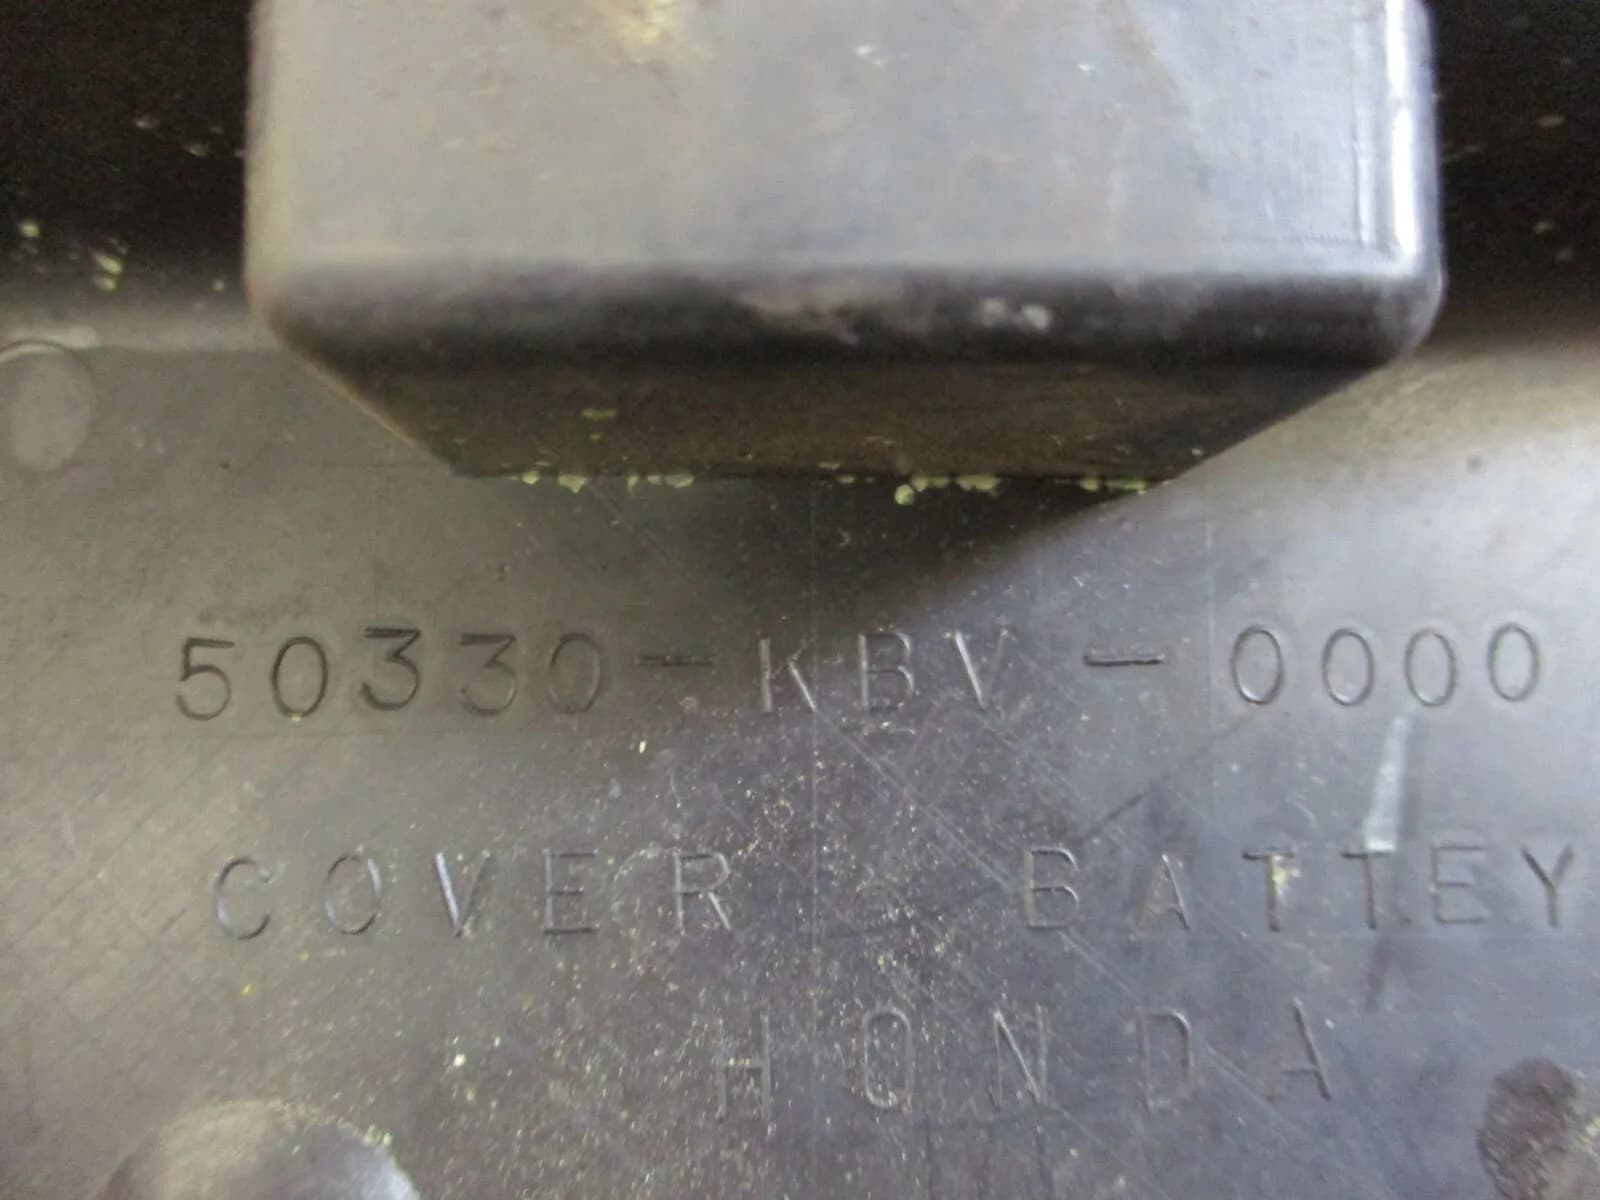 50330-KBV-0000
COVER BATTEY
HONDA